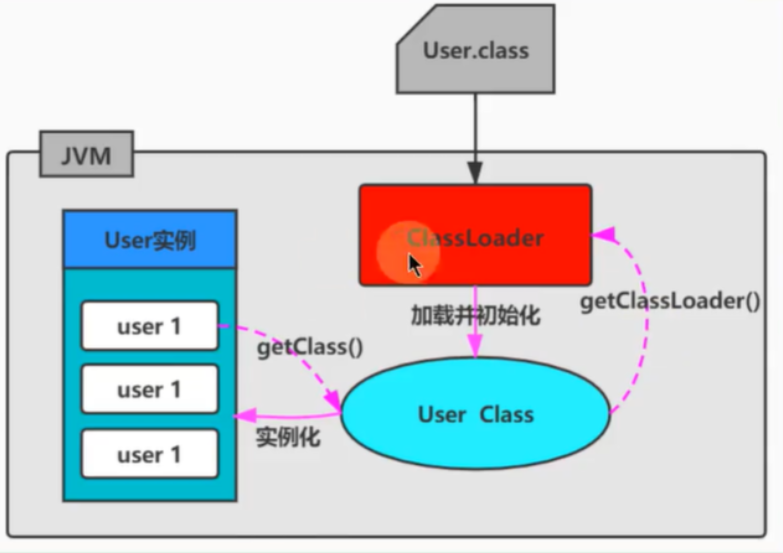 User.class
JVM
User实例
ClassLoader
getClassLoader()
加载并初始化
user 1
getClass()
user 1
User Class
实例化
user 1